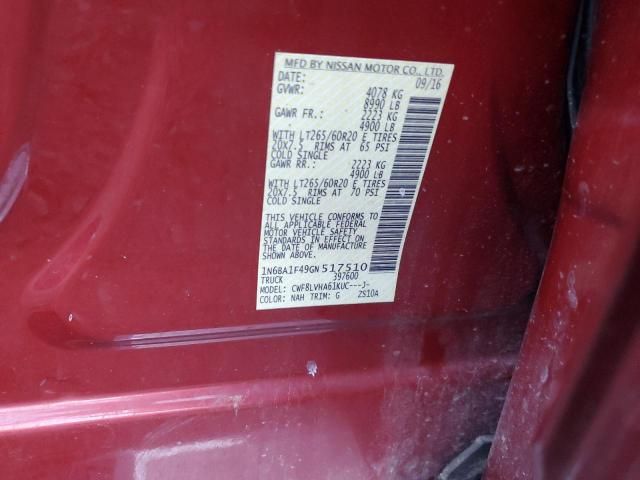 MFD BY NISSAN MOTOR CO., LTD.
DATE: 09/16
GVWR: 4078 KG
8990 LB
GAWR FR.: 2223 KG
4900 LB
WITH LT265/60R20 E TIRES
20X7.5 RIMS AT 65 PSI
COLD SINGLE
GAWR RR.: 2223 KG
4900 LB
WITH LT265/60R20 E TIRES
20X7.5 RIMS AT 70 PSI
COLD SINGLE
THIS VEHICLE CONFORMS TO
ALL APPLICABLE FEDERAL
MOTOR VEHICLE SAFETY
STANDARDS IN EFFECT ON
THE DATE OF MANUFACTURE
SHOWN ABOVE.
1N6BA1F49GN517510
TRUCK 397600
MODEL: CWF8LVHA61KUC---J-
COLOR: NAH TRIM: G ZS10A